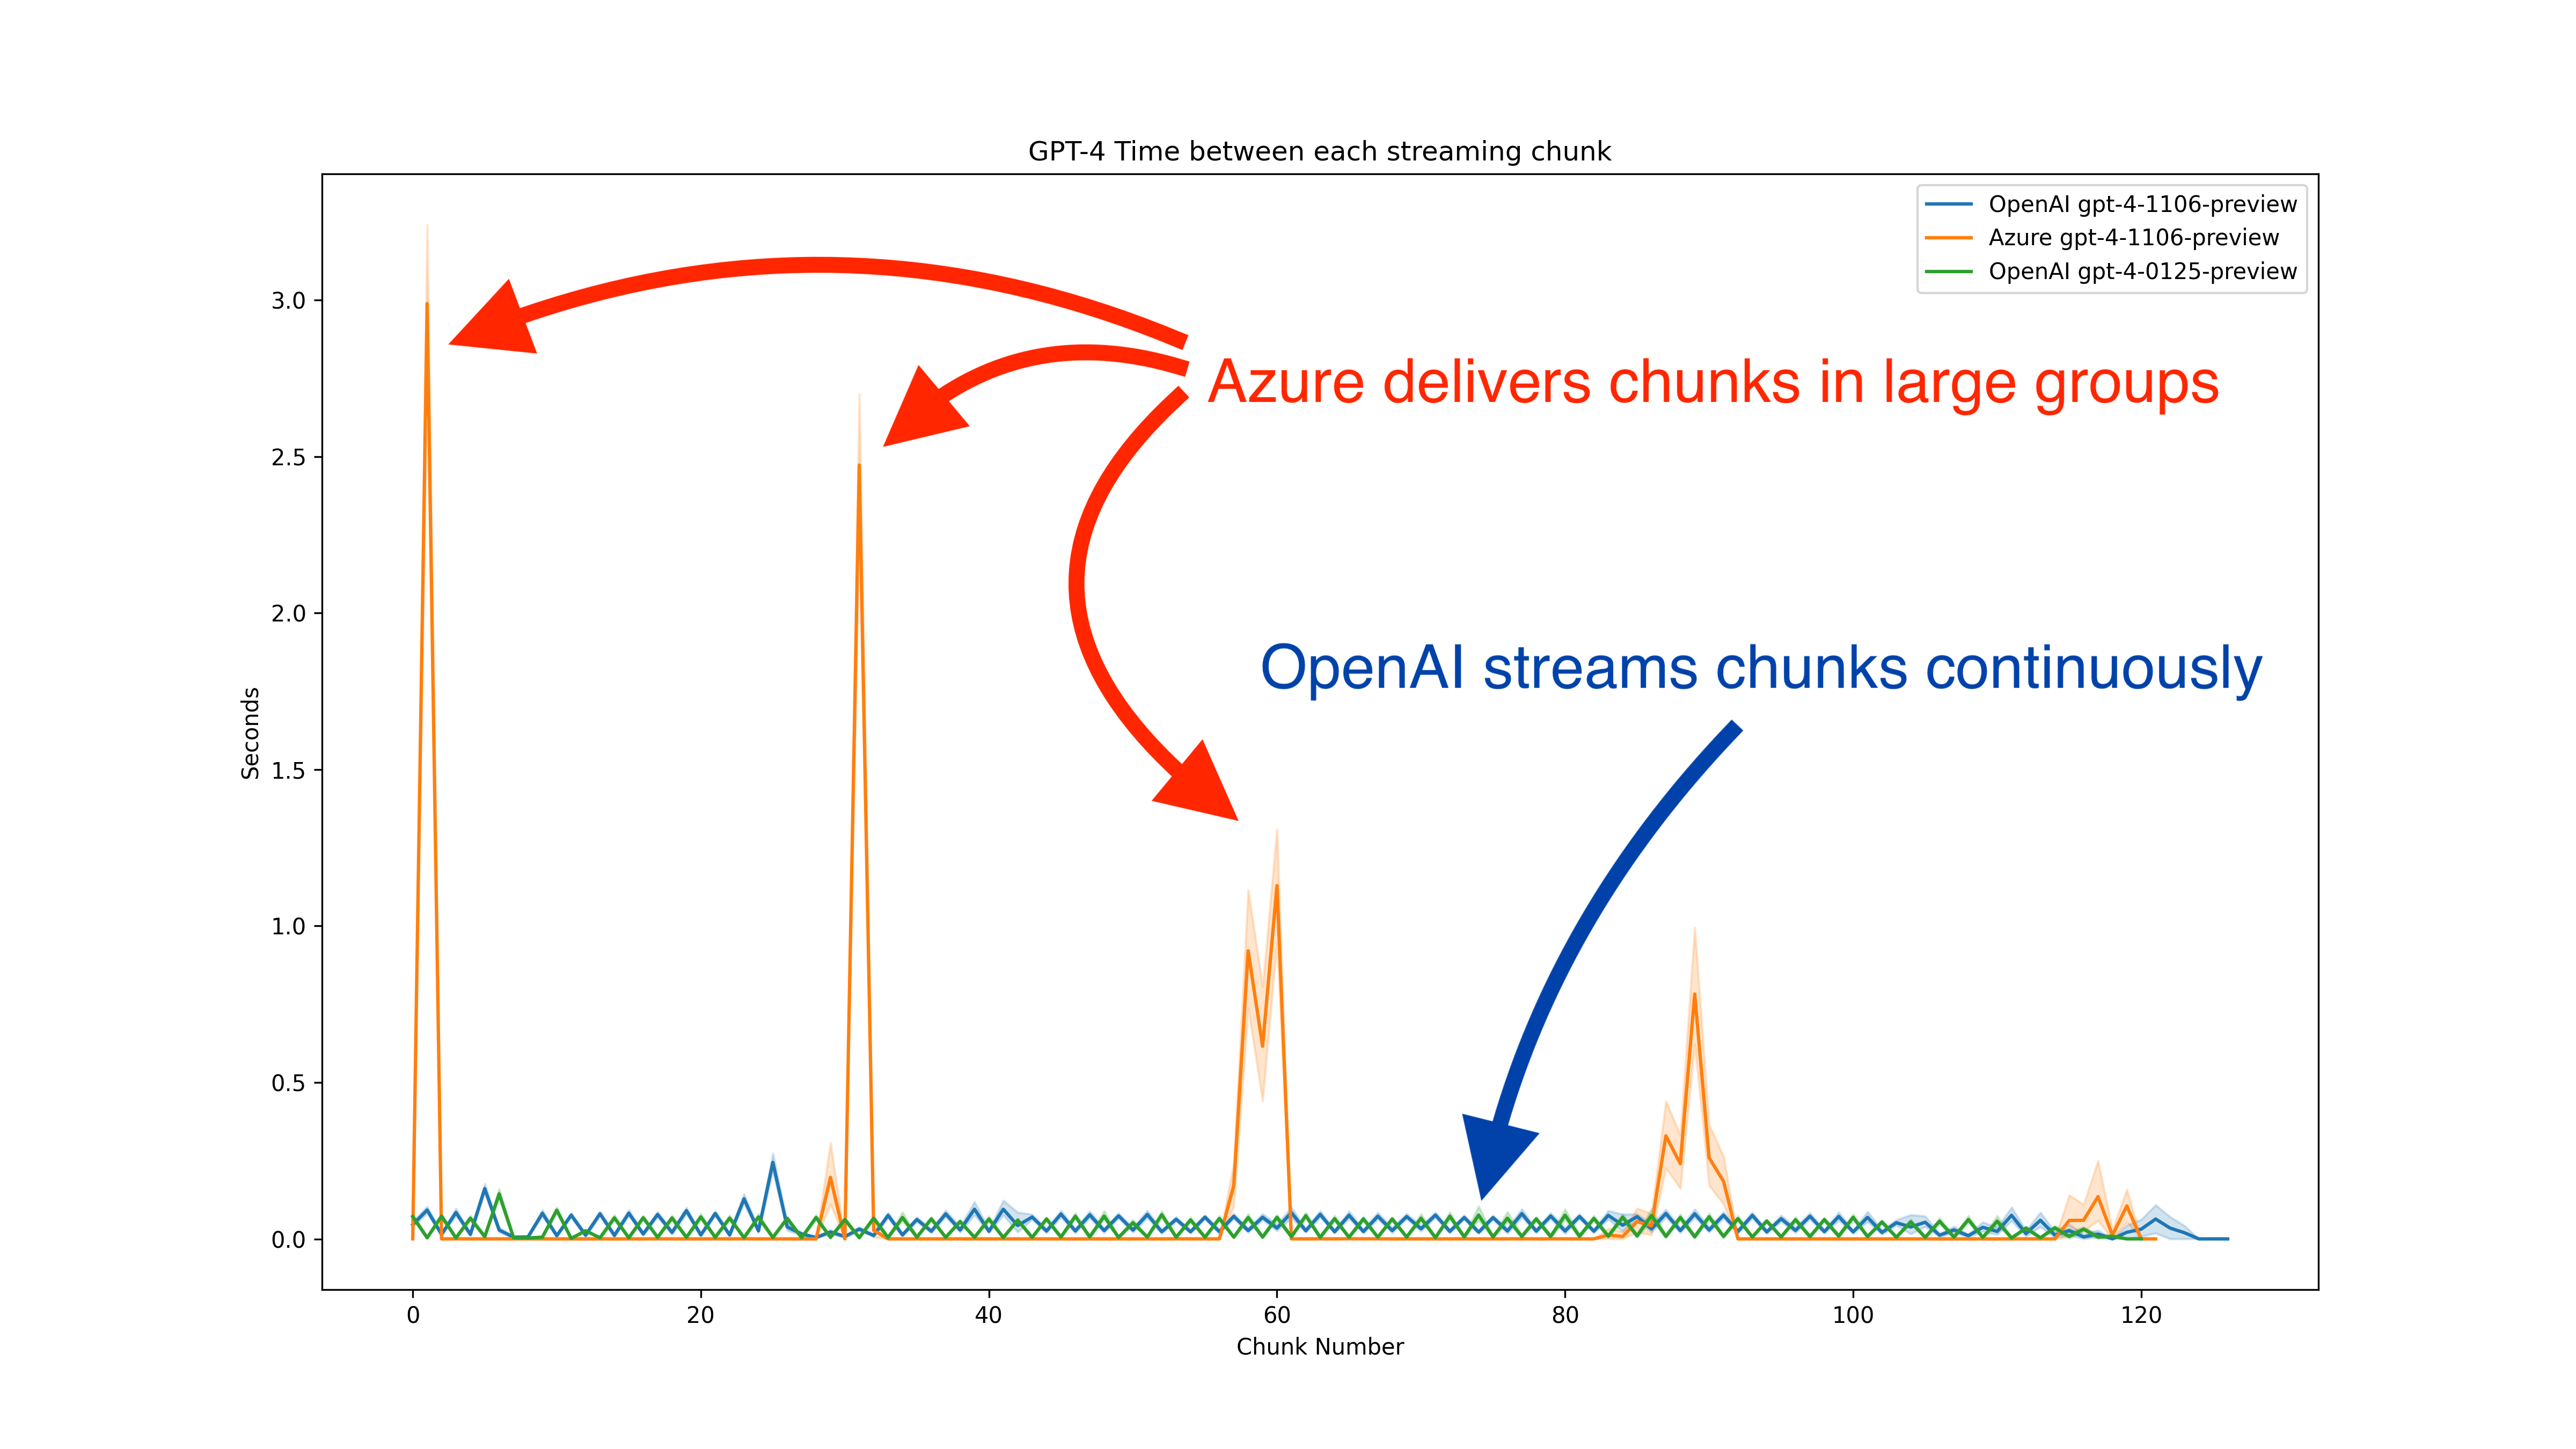 GPT-4 Time between each streaming chunk
OpenAI gpt-4-1106-preview
Azure gpt-4-1106-preview
OpenAI gpt-4-0125-preview
Azure delivers chunks in large groups
OpenAI streams chunks continuously
Seconds
3.0
2.5
2.0
1.5
1.0
0.5
0.0
0 20 40 60 80 100 120
Chunk Number